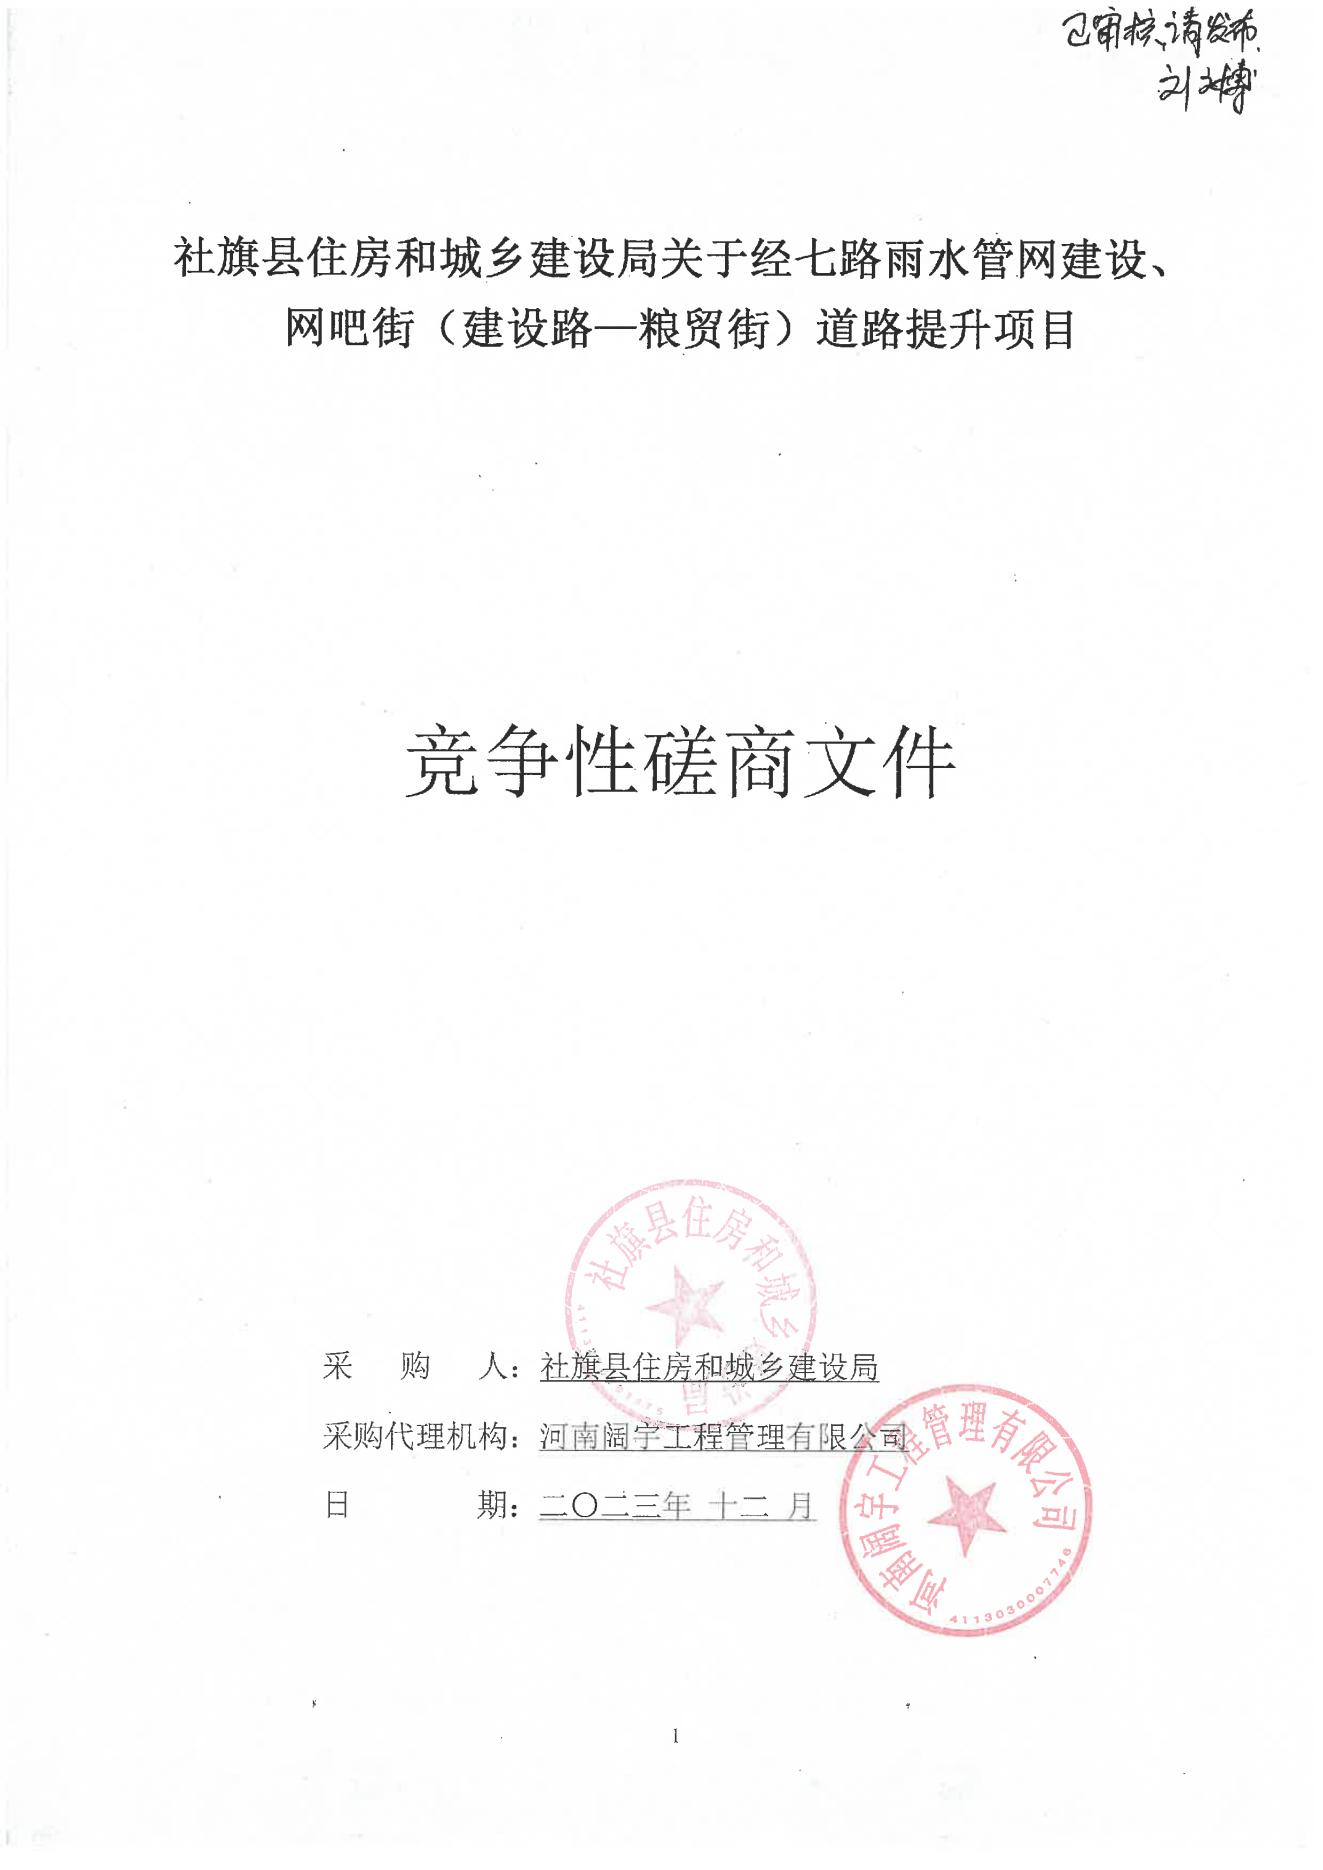 已审核,请发布.
刘文博
社旗县住房和城乡建设局关于经七路雨水管网建设、
网吧街（建设路—粮贸街）道路提升项目
竞争性磋商文件
社旗县住房和城乡建设局
采购人：社旗县住房和城乡建设局
采购代理机构：河南阔宇工程管理有限公司
日期：二〇二三年 十二 月
河南阔宇工程管理有限公司
4113030007746
1